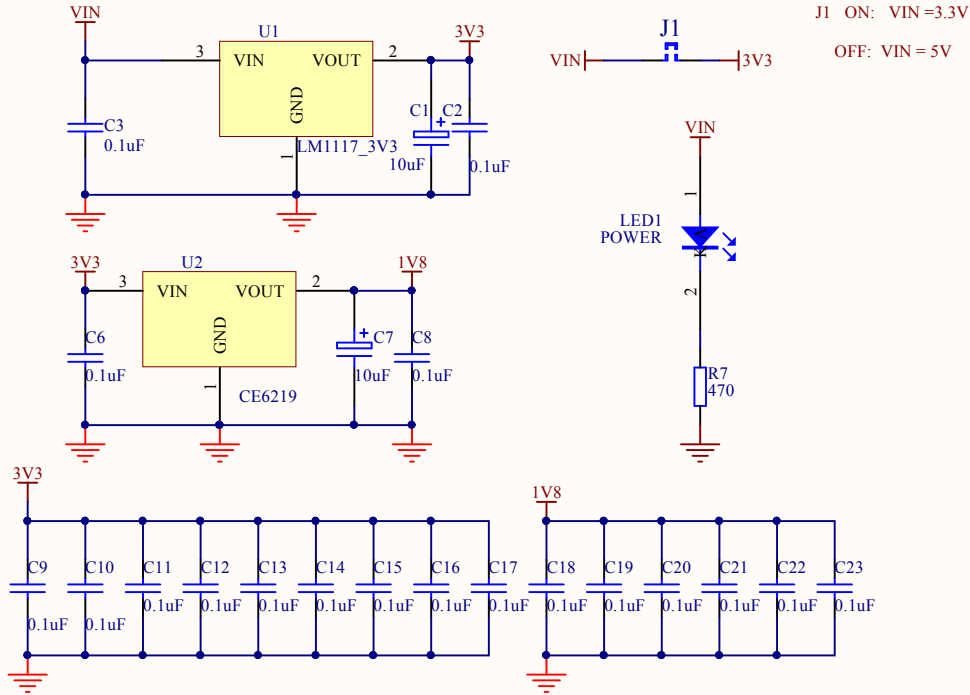 VIN
U1
3
VIN
VOUT
2
3V3
GND
1
LM1117_3V3
C3
0.1uF
C1
+
10uF
C2
0.1uF
J1 ON: VIN =3.3V
OFF: VIN = 5V
J1
VIN
3V3
VIN
1
LED1
POWER
K
A
2
R7
470
3V3
U2
3
VIN
VOUT
2
1V8
GND
1
CE6219
C6
0.1uF
+
C7
10uF
C8
0.1uF
3V3
C9
C10
C11
C12
C13
C14
C15
C16
C17
0.1uF
0.1uF
0.1uF
0.1uF
0.1uF
0.1uF
0.1uF
0.1uF
0.1uF
1V8
C18
C19
C20
C21
C22
C23
0.1uF
0.1uF
0.1uF
0.1uF
0.1uF
0.1uF